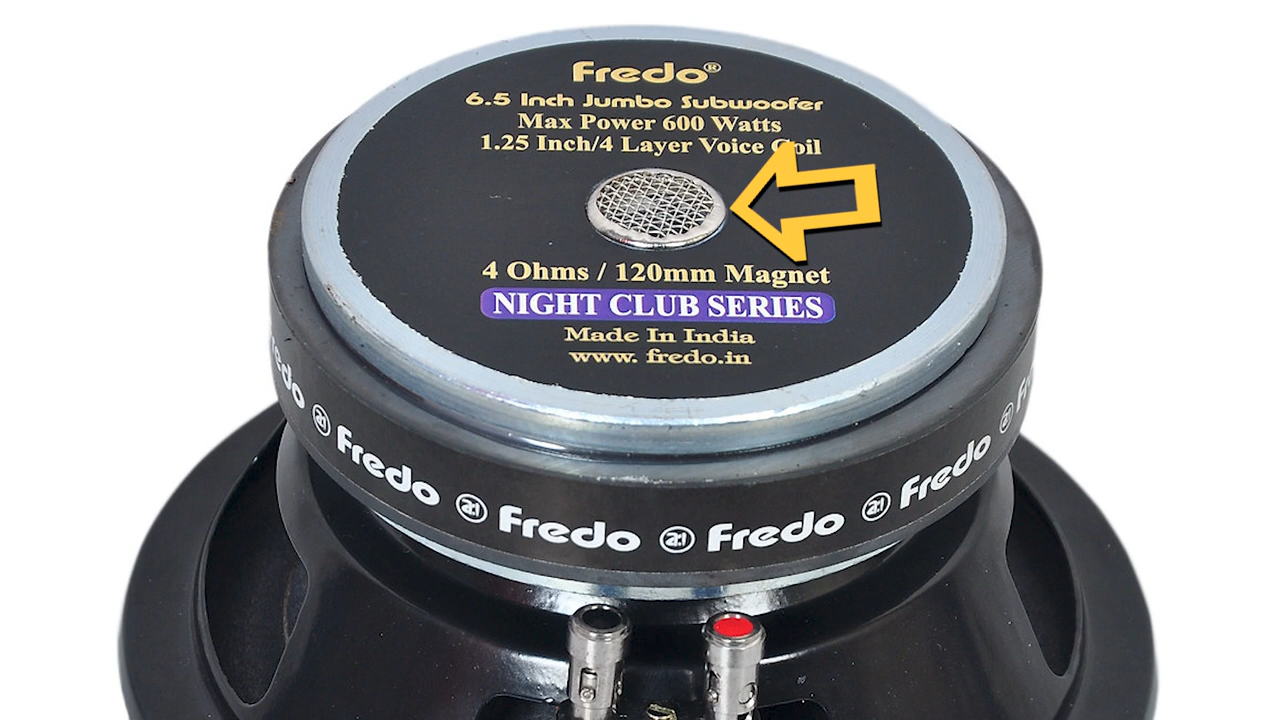 Fredo®
6.5 Inch Jumbo Subwoofer
Max Power 600 Watts
1.25 Inch/4 Layer Voice Coil
4 Ohms / 120mm Magnet
NIGHT CLUB SERIES
Made In India
www. fredo.in
Fredo Fredo Fredo Fredo